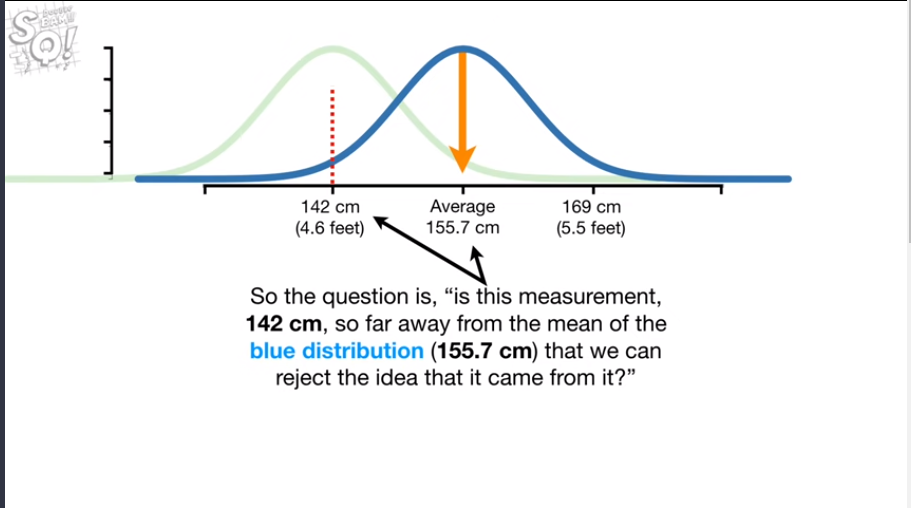 142 cm
(4.6 feet)
Average
155.7 cm
169 cm
(5.5 feet)
So the question is, “is this measurement,
142 cm, so far away from the mean of the
blue distribution (155.7 cm) that we can
reject the idea that it came from it?”